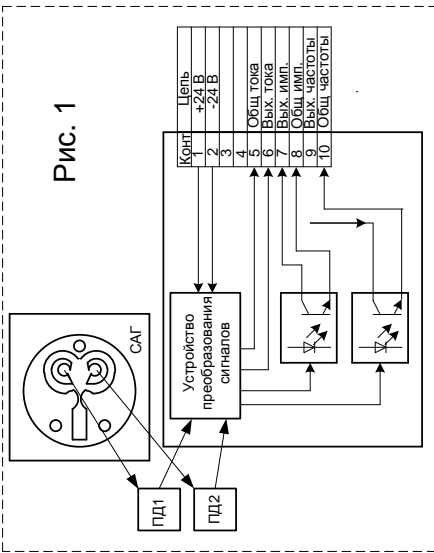 Рис. 1
САГ
ПД1
ПД2
Устройство
преобразования
сигналов
Конт Цепь
1 +24 В
2 -24 В
3
4
5 Общ тока
6 Вых. тока
7 Вых. имп.
8 Общ имп.
9 Вых. частоты
10 Общ частоты